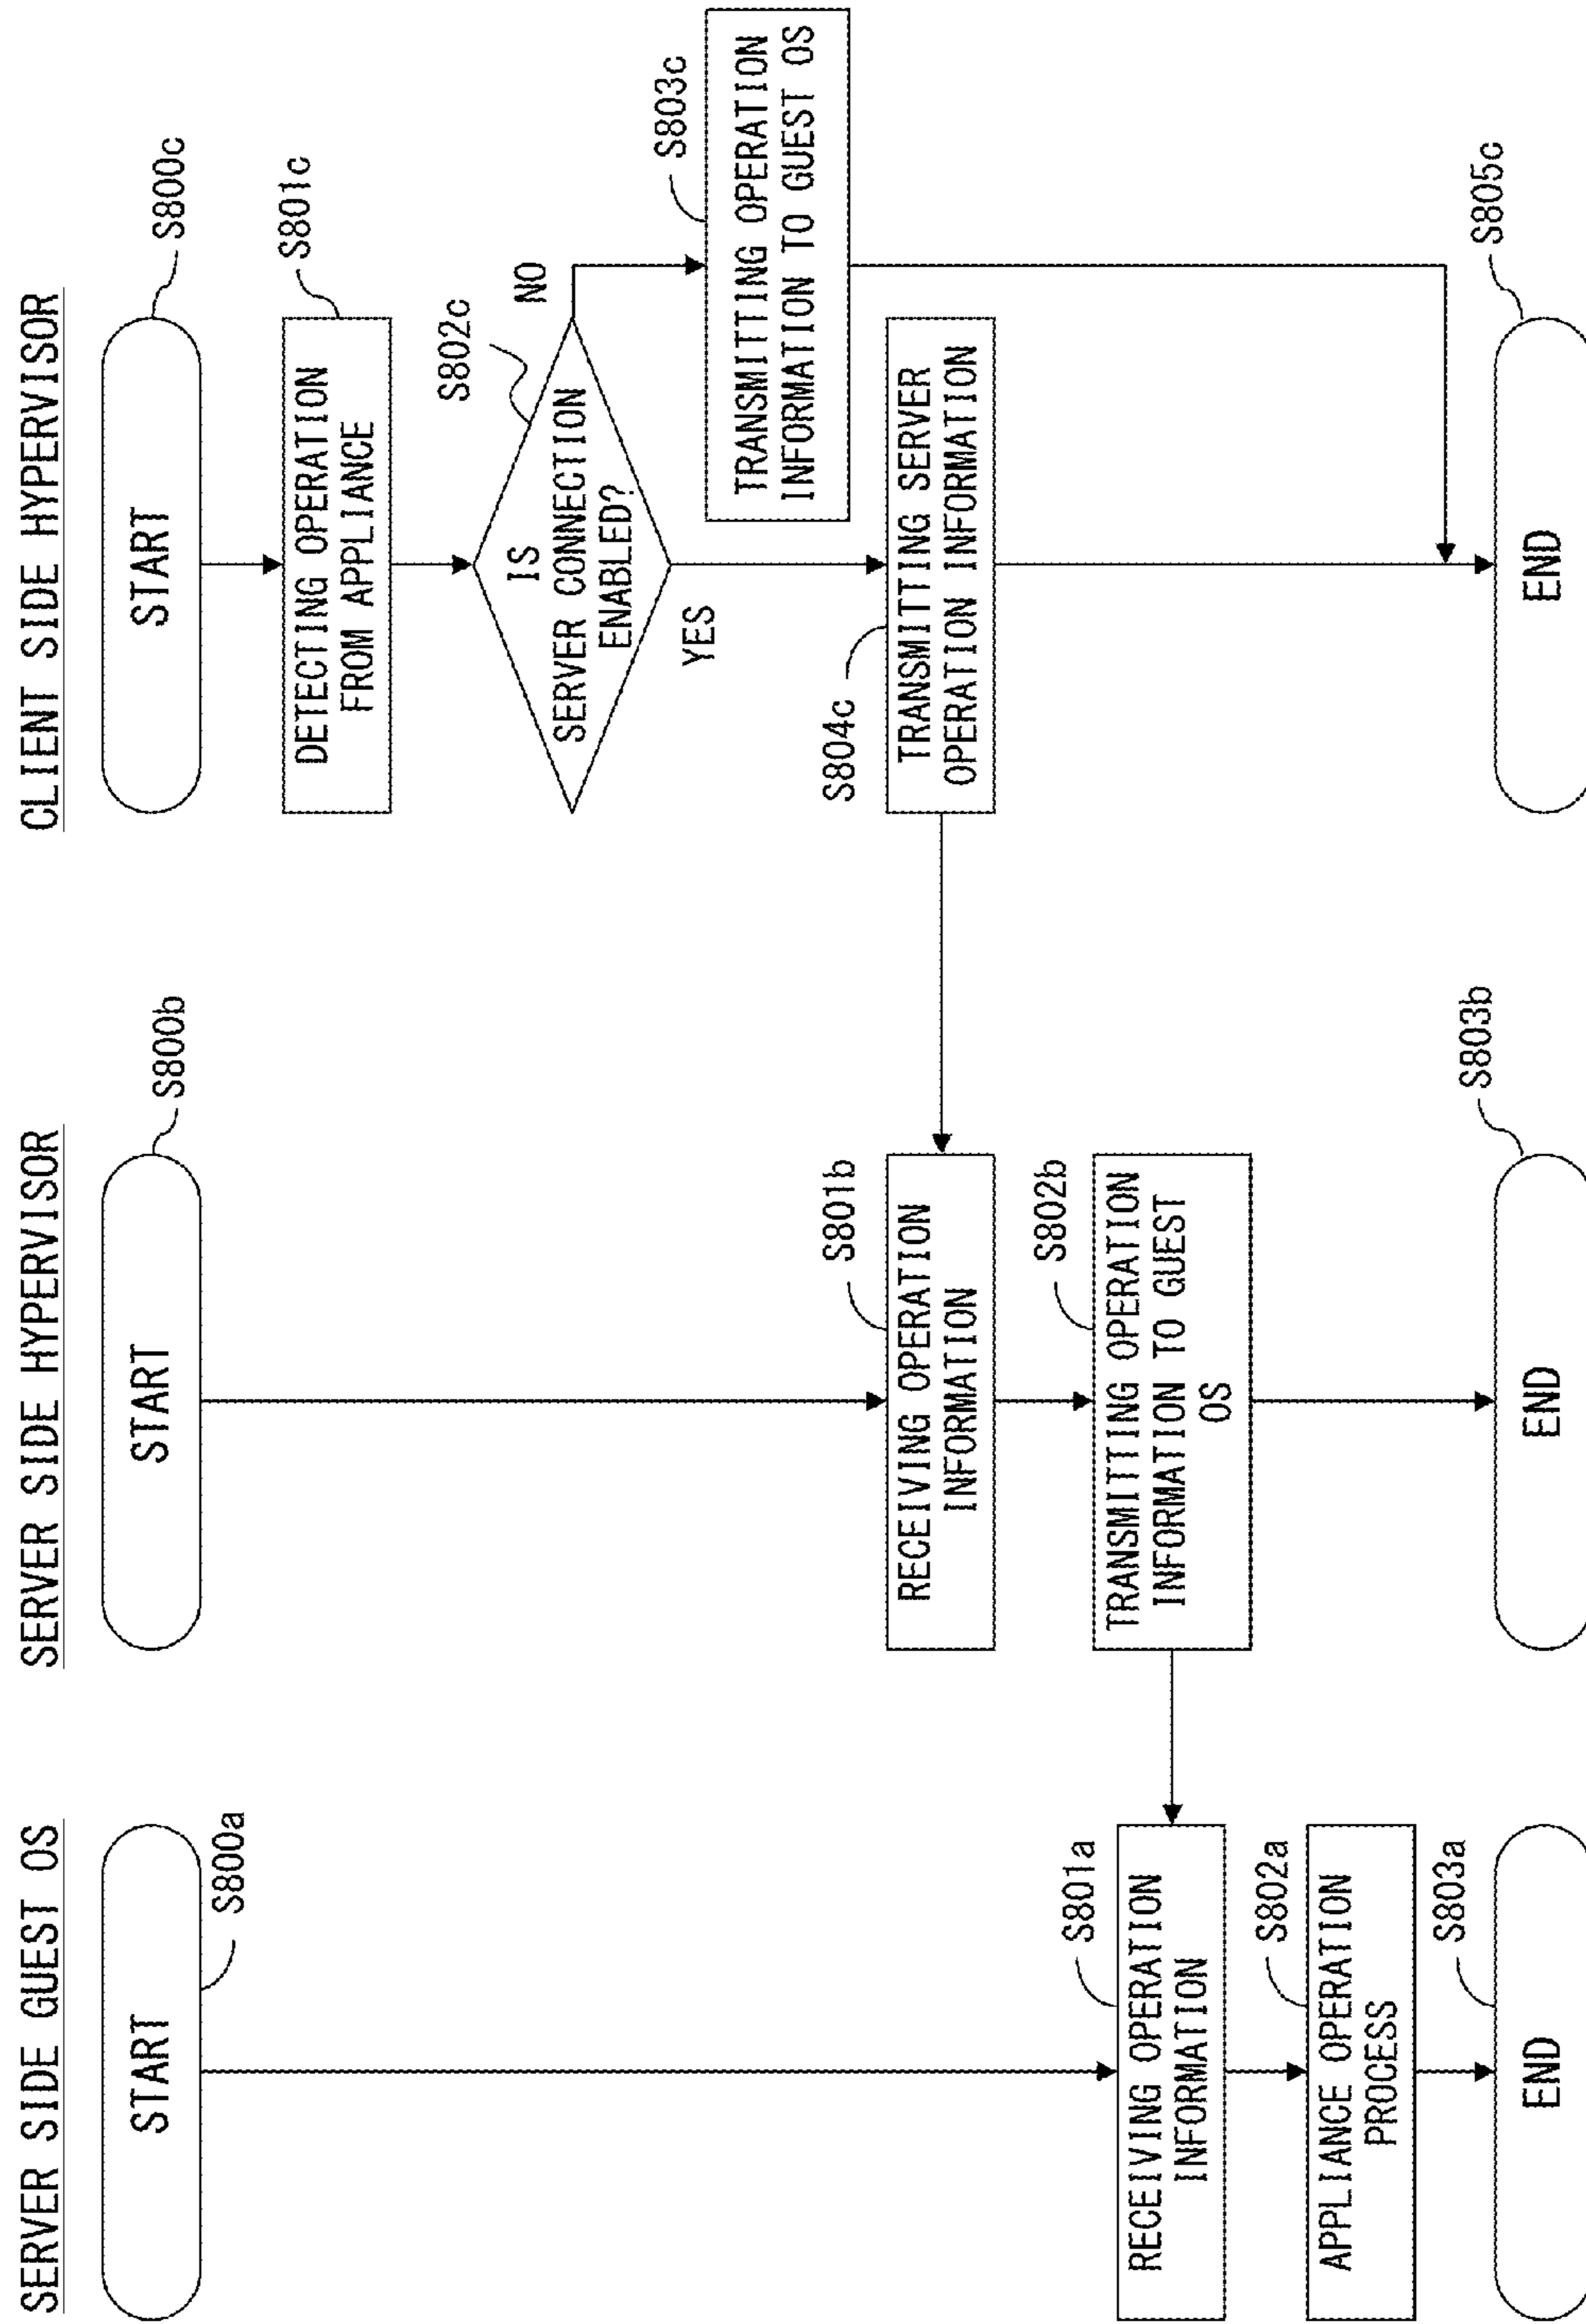 SERVER SIDE GUEST OS
START
S800a
RECEIVING OPERATION
INFORMATION
S801a
APPLIANCE OPERATION
PROCESS
S802a
END
S803a
SERVER SIDE HYPERVISOR
START
S800b
RECEIVING OPERATION
INFORMATION
S801b
TRANSMITTING OPERATION
INFORMATION TO GUEST
OS
S802b
END
S803b
CLIENT SIDE HYPERVISOR
START
S800c
DETECTING OPERATION
FROM APPLIANCE
S801c
IS
SERVER CONNECTION
ENABLED?
S802c
NO
YES
TRANSMITTING OPERATION
INFORMATION TO GUEST OS
S803c
TRANSMITTING SERVER
OPERATION INFORMATION
S804c
END
S805c